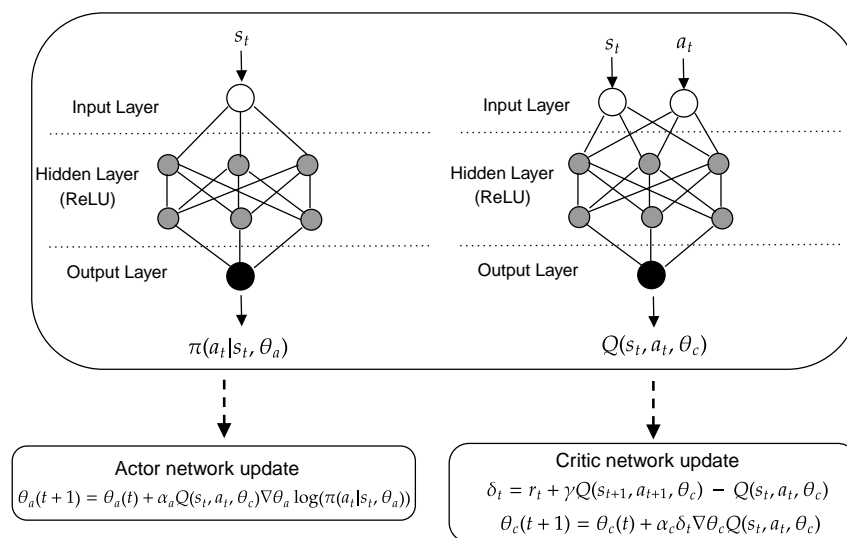 s_t
Input Layer
Hidden Layer
(ReLU)
Output Layer
π(a_t|s_t, θ_a)
s_t a_t
Input Layer
Hidden Layer
(ReLU)
Output Layer
Q(s_t, a_t, θ_c)
Actor network update
θ_a(t + 1) = θ_a(t) + α_a Q(s_t, a_t, θ_c)∇θ_a log(π(a_t|s_t, θ_a))
Critic network update
δ_t = r_t + γQ(s_{t+1}, a_{t+1}, θ_c) − Q(s_t, a_t, θ_c)
θ_c(t + 1) = θ_c(t) + α_c δ_t ∇θ_c Q(s_t, a_t, θ_c)